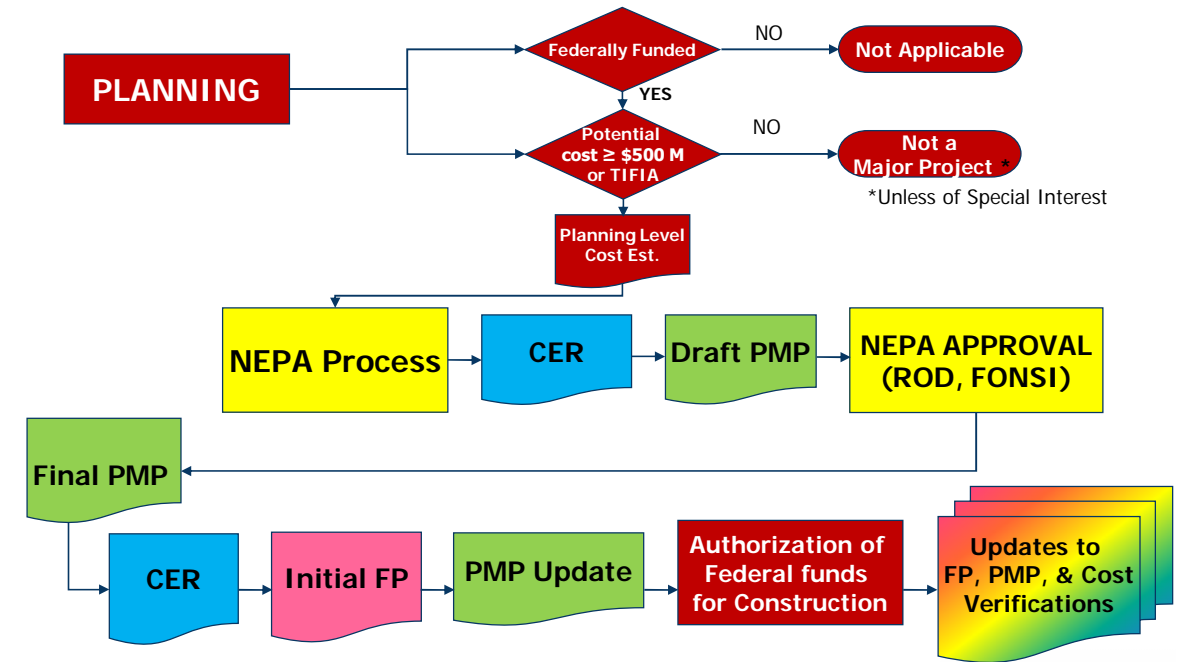 PLANNING
Federally Funded
NO
Not Applicable
YES
Potential
cost ≥ $500 M
or TIFIA
NO
Not a
Major Project *
*Unless of Special Interest
Planning Level
Cost Est.
NEPA Process
CER
Draft PMP
NEPA APPROVAL
(ROD, FONSI)
Final PMP
CER
Initial FP
PMP Update
Authorization of
Federal funds
for Construction
Updates to
FP, PMP, & Cost
Verifications